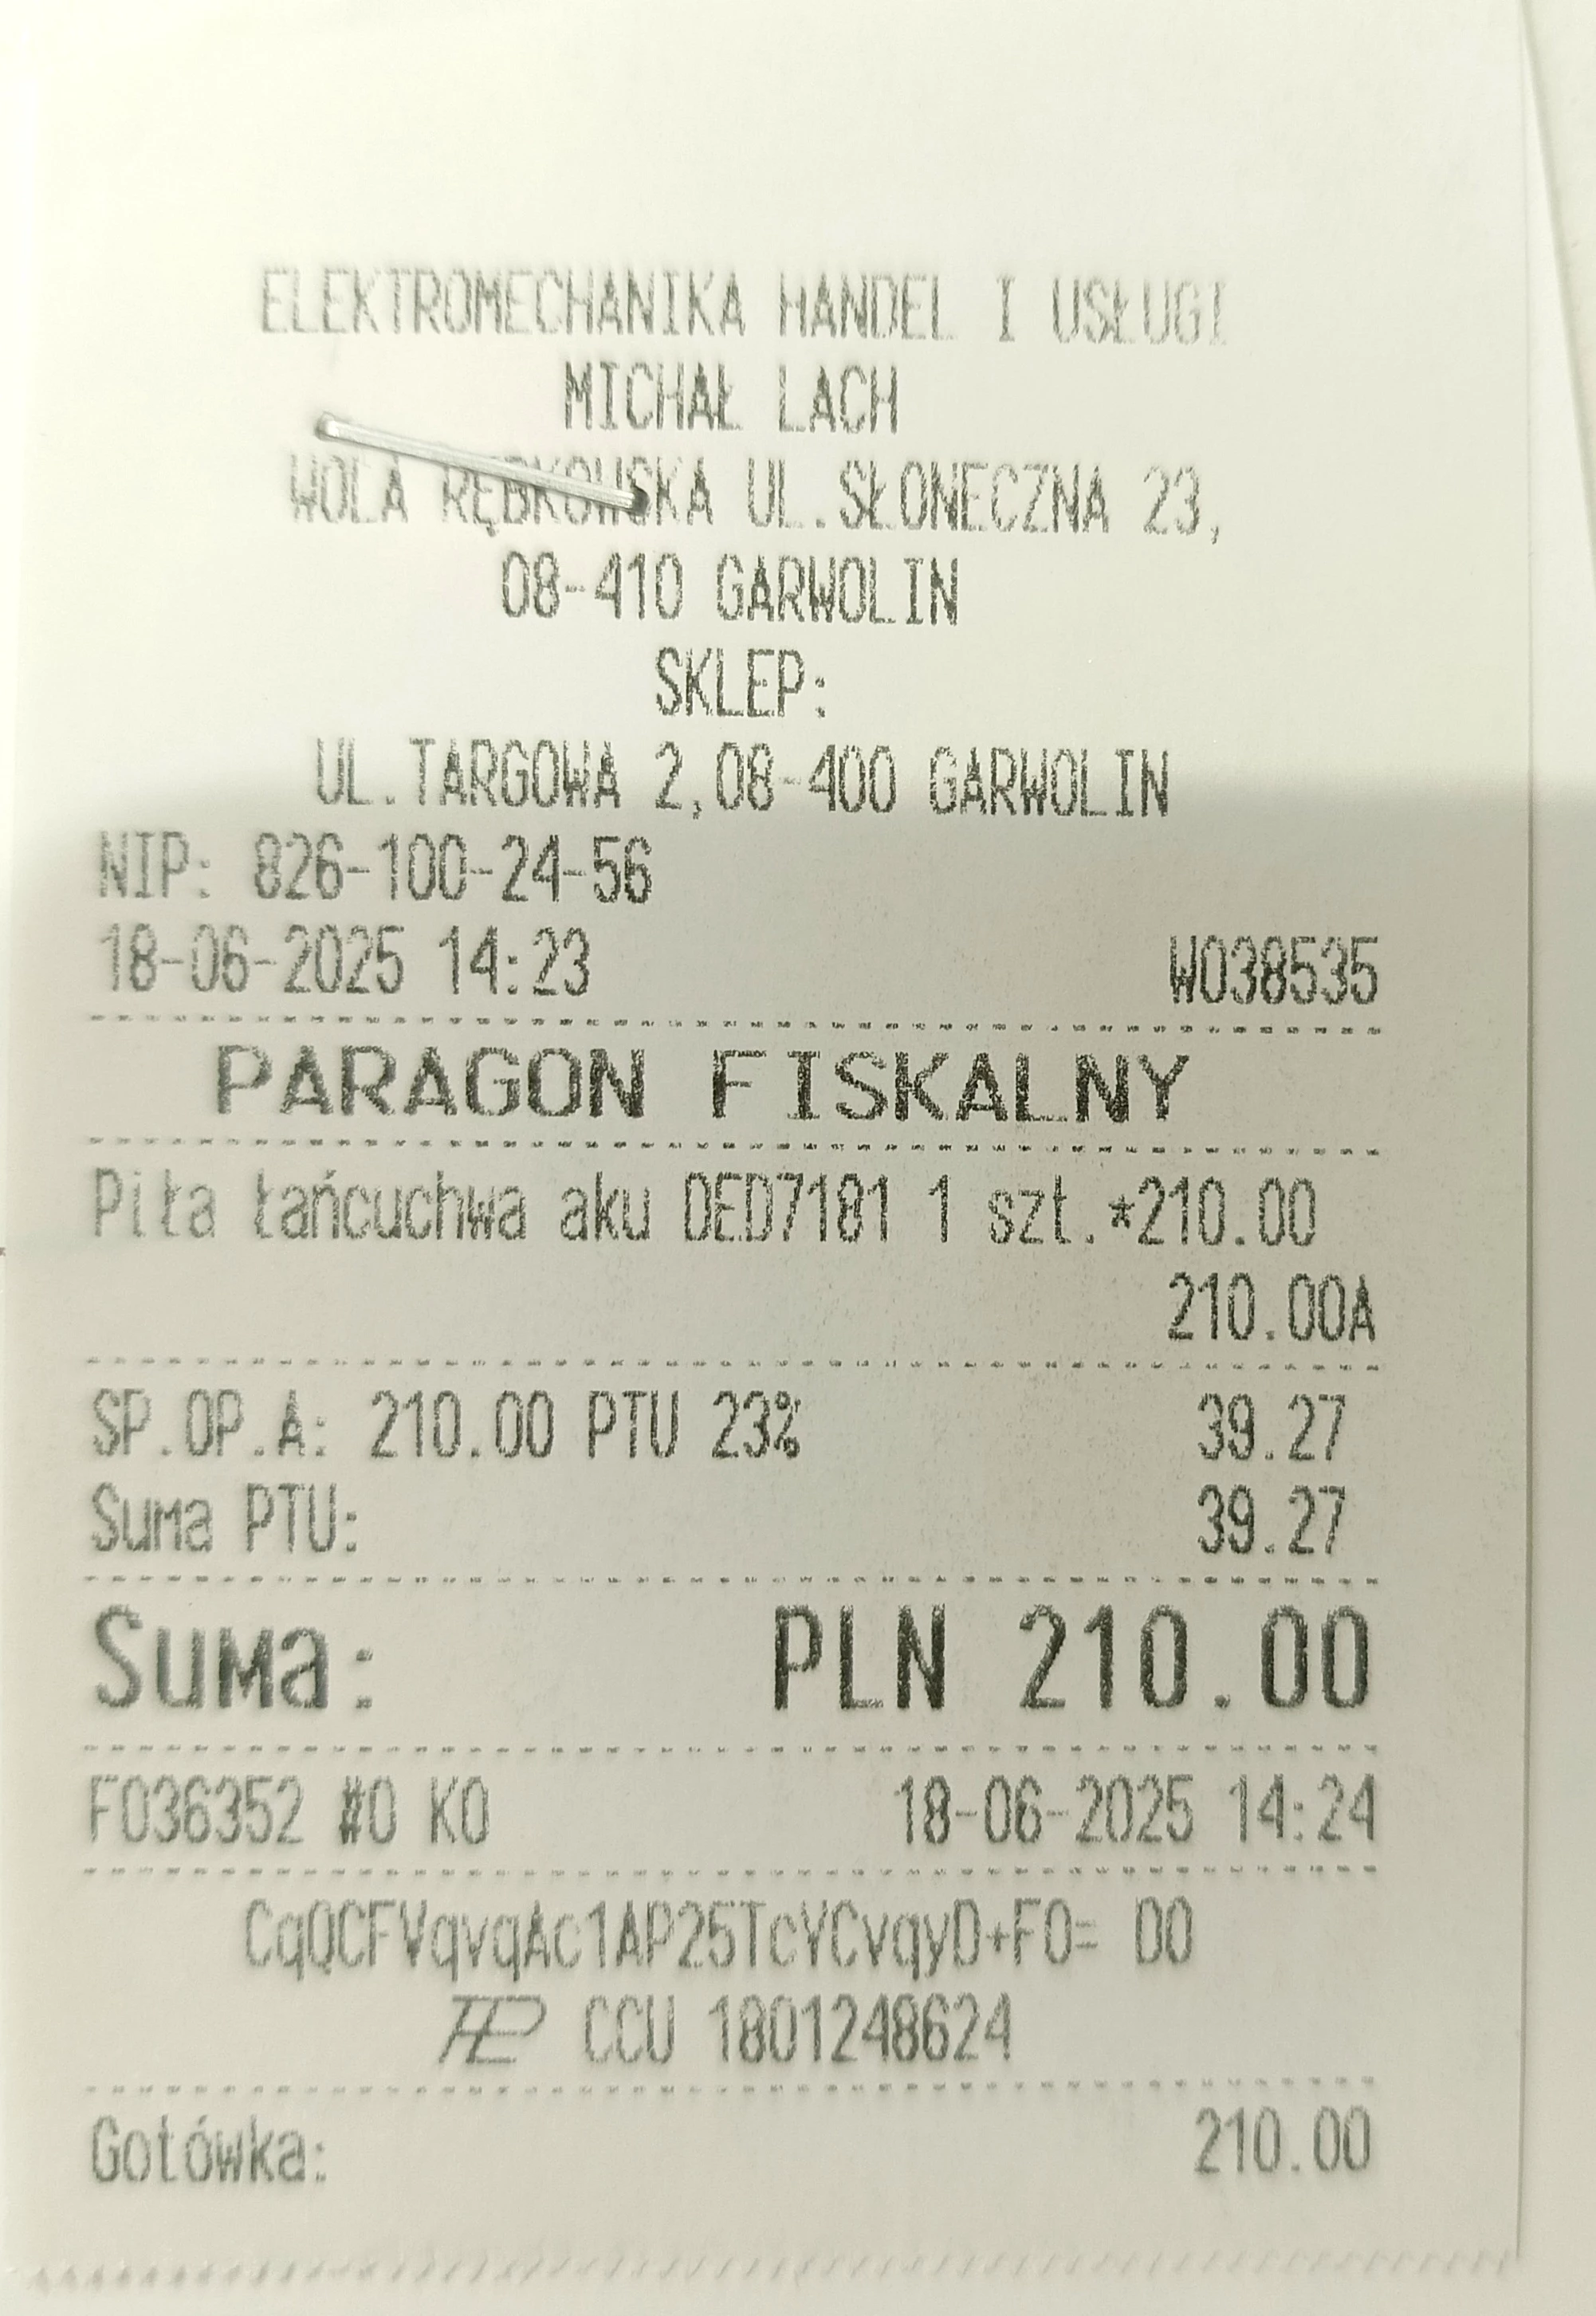 ELEKTROMECHANIKA HANDEL I USŁUGI
MICHAŁ LACH
WOLA RĘBKOWSKA UL.SŁONECZNA 23,
08-410 GARWOLIN
SKLEP:
UL.TARGOWA 2,08-400 GARWOLIN
NIP: 826-100-24-56
18-06-2025 14:23 W038535
PARAGON FISKALNY
Piła łańcuchwa aku DED7181 1 szt.*210.00
210.00A
SP.OP.A: 210.00 PTU 23% 39.27
Suma PTU: 39.27
Suma: PLN 210.00
F036352 #0 K0 18-06-2025 14:24
CqQCFVqvqAc1AP25TcYCvqyD+F0= D0
CCU 1801248624
Gotówka: 210.00